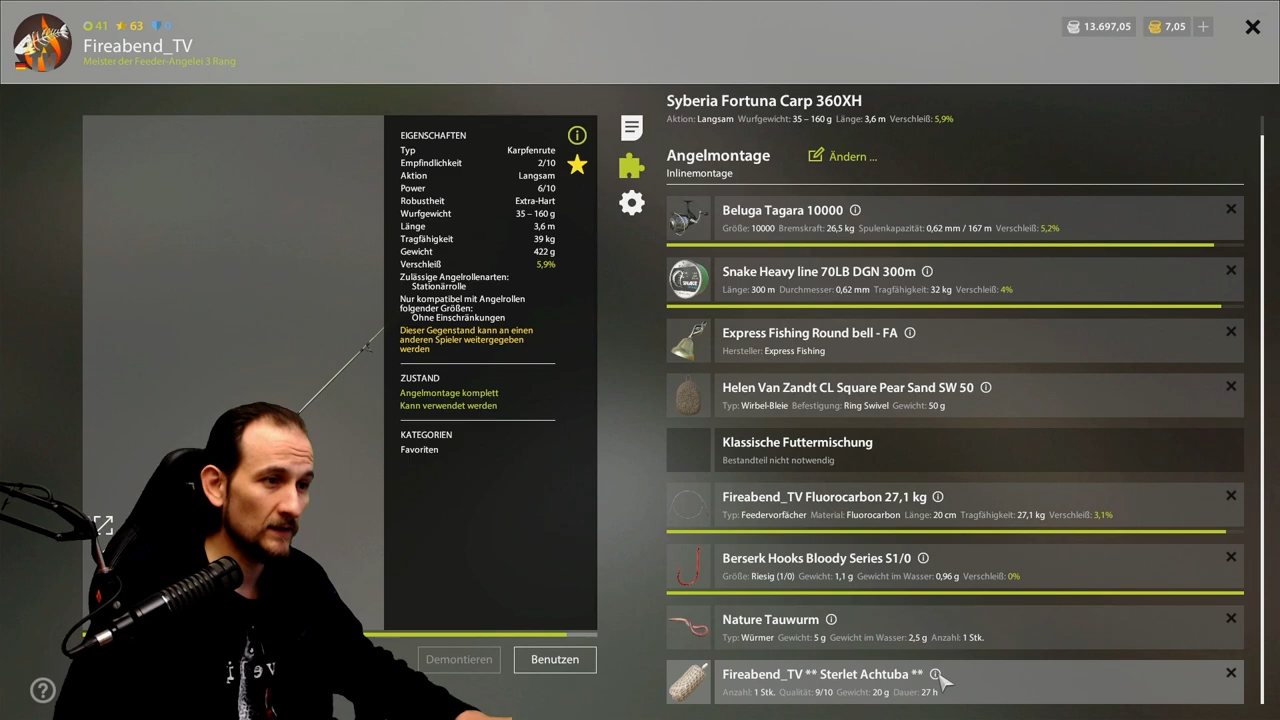 41 63 0
Fireabend_TV
Meister der Feeder-Angelei 3 Rang
13.697,05 7,05 +
EIGENSCHAFTEN
Typ Karpfenrute
Empfindlichkeit 2/10
Aktion Langsam
Power 6/10
Robustheit Extra-Hart
Wurfgewicht 35 – 160 g
Länge 3,6 m
Tragfähigkeit 39 kg
Gewicht 422 g
Verschleiß 5,9%
Zulässige Angelrollenarten:
Stationärrolle
Nur kompatibel mit Angelrollen
folgender Größen:
Ohne Einschränkungen
Dieser Gegenstand kann an einen
anderen Spieler weitergegeben
werden
ZUSTAND
Angelmontage komplett
Kann verwendet werden
KATEGORIEN
Favoriten
Demontieren Benutzen
Syberia Fortuna Carp 360XH
Aktion: Langsam Wurfgewicht: 35 – 160 g Länge: 3,6 m Verschleiß: 5,9%
Angelmontage Ändern ...
Inlinemontage
Beluga Tagara 10000
Größe: 10000 Bremskraft: 26,5 kg Spulenkapazität: 0,62 mm / 167 m Verschleiß: 5,2%
Snake Heavy line 70LB DGN 300m
Länge: 300 m Durchmesser: 0,62 mm Tragfähigkeit: 32 kg Verschleiß: 4%
Express Fishing Round bell - FA
Hersteller: Express Fishing
Helen Van Zandt CL Square Pear Sand SW 50
Typ: Wirbel-Bleie Befestigung: Ring Swivel Gewicht: 50 g
Klassische Futtermischung
Bestandteil nicht notwendig
Fireabend_TV Fluorocarbon 27,1 kg
Typ: Feedervorfächer Material: Fluorocarbon Länge: 20 cm Tragfähigkeit: 27,1 kg Verschleiß: 3,1%
Berserk Hooks Bloody Series S1/0
Größe: Riesig (1/0) Gewicht: 1,1 g Gewicht im Wasser: 0,96 g Verschleiß: 0%
Nature Tauwurm
Typ: Würmer Gewicht: 5 g Gewicht im Wasser: 2,5 g Anzahl: 1 Stk.
Fireabend_TV ** Sterlet Achtuba **
Anzahl: 1 Stk. Qualität: 9/10 Gewicht: 20 g Dauer: 27 h